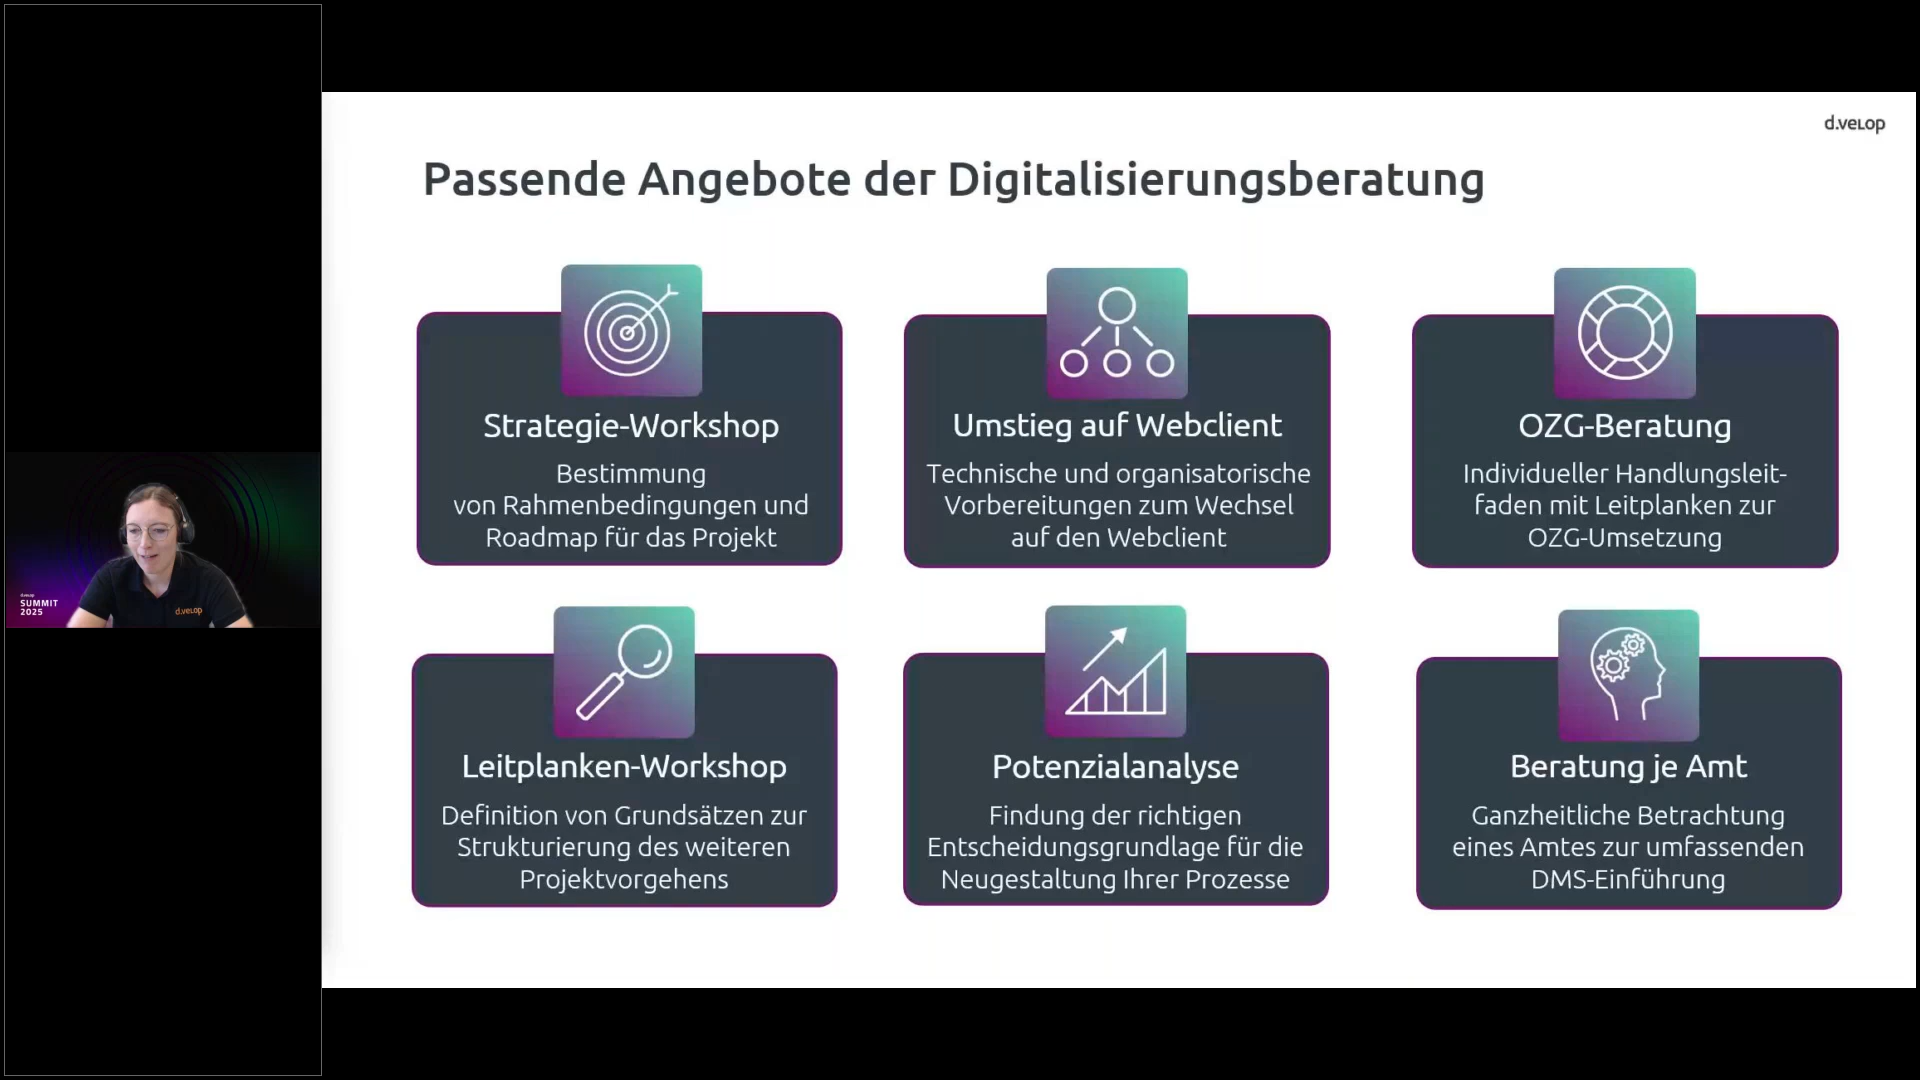 d.velop
Passende Angebote der Digitalisierungsberatung
Strategie-Workshop
Bestimmung
von Rahmenbedingungen und
Roadmap für das Projekt
Umstieg auf Webclient
Technische und organisatorische
Vorbereitungen zum Wechsel
auf den Webclient
OZG-Beratung
Individueller Handlungsleit-
faden mit Leitplanken zur
OZG-Umsetzung
Leitplanken-Workshop
Definition von Grundsätzen zur
Strukturierung des weiteren
Projektvorgehens
Potenzialanalyse
Findung der richtigen
Entscheidungsgrundlage für die
Neugestaltung Ihrer Prozesse
Beratung je Amt
Ganzheitliche Betrachtung
eines Amtes zur umfassenden
DMS-Einführung
d.velop
SUMMIT
2025
d.velop